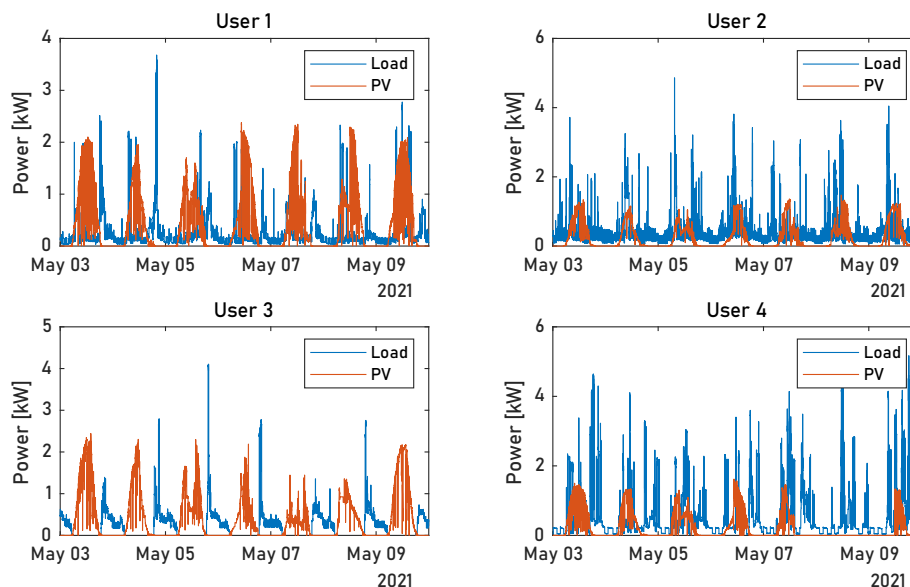 User 1
Power [kW]
4
3
2
1
0
Load
PV
May 03
May 05
May 07
May 09
2021
User 2
Power [kW]
6
4
2
0
Load
PV
May 03
May 05
May 07
May 09
2021
User 3
Power [kW]
5
4
3
2
1
0
Load
PV
May 03
May 05
May 07
May 09
2021
User 4
Power [kW]
6
4
2
0
Load
PV
May 03
May 05
May 07
May 09
2021